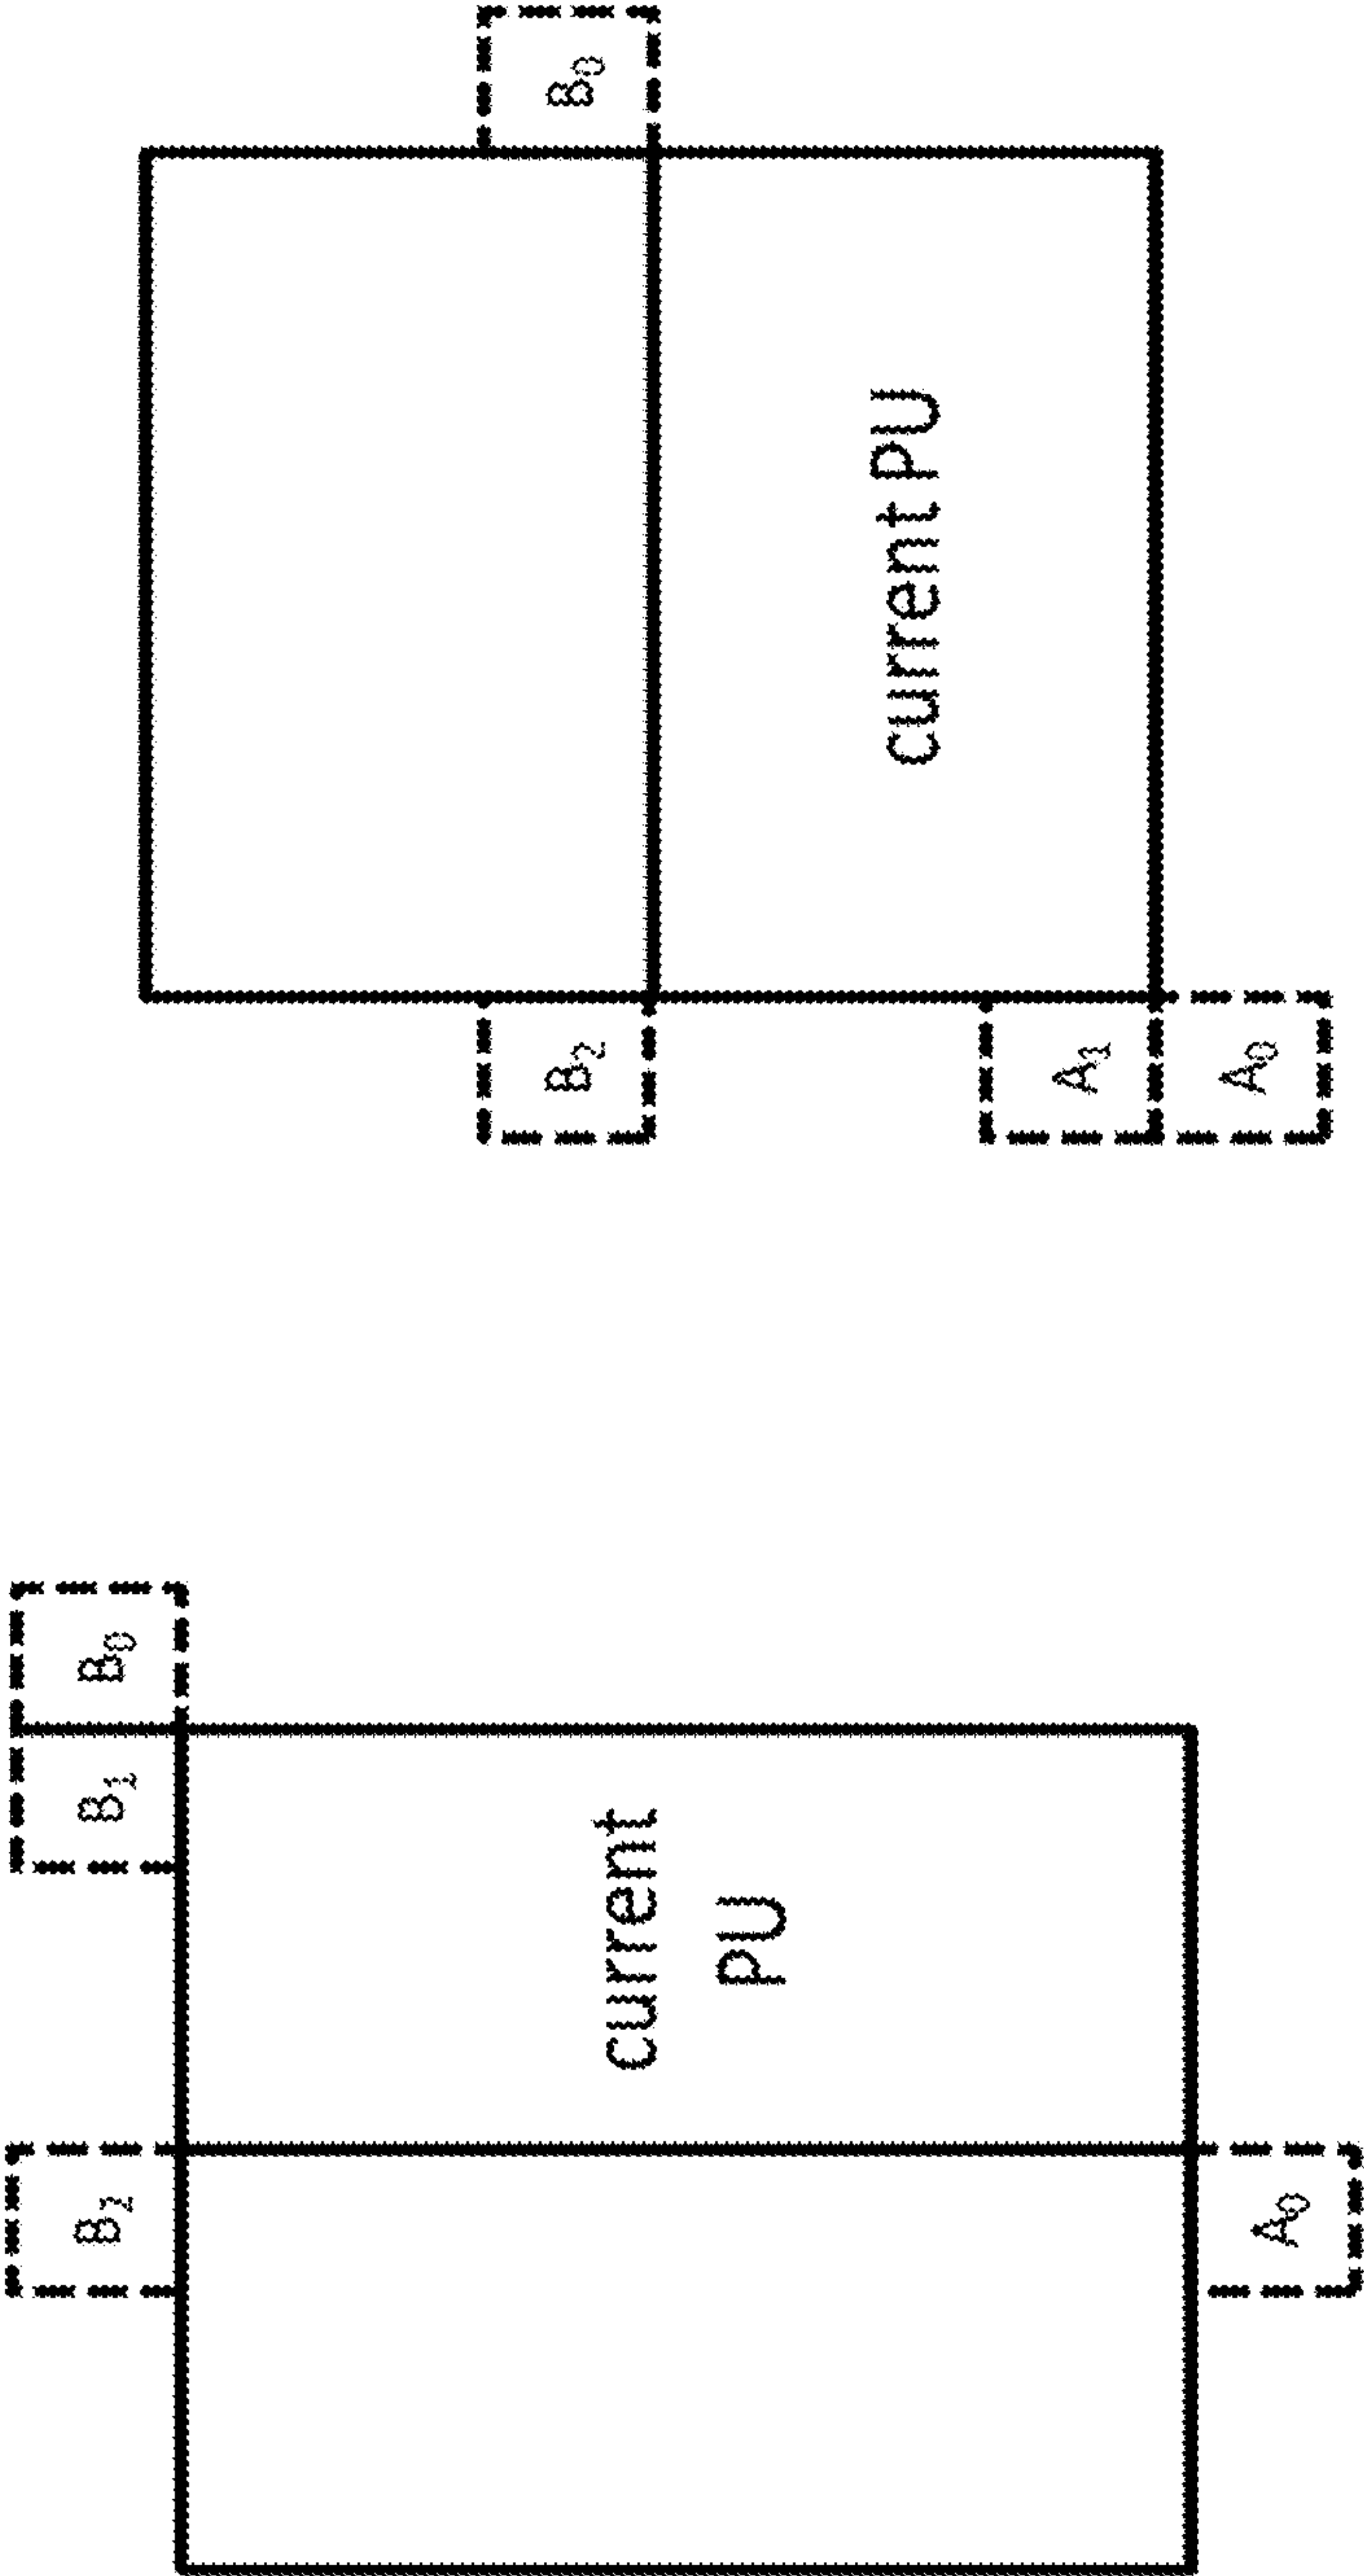 B₂
B₁
B₀
current
PU
A₀
B₂
B₀
current PU
A₁
A₀